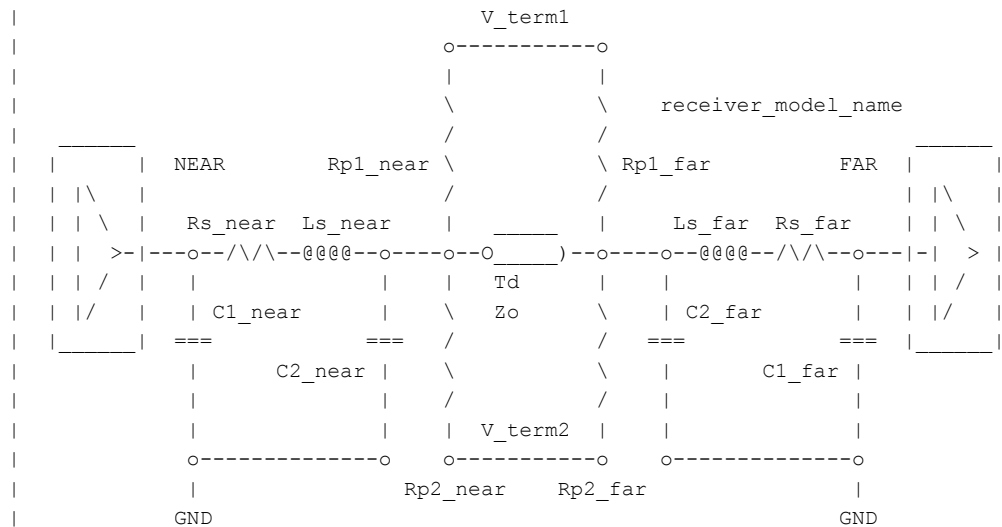 V_term1
receiver_model_name
NEAR Rp1_near Rp1_far FAR
Rs_near Ls_near Ls_far Rs_far
Td
C1_near Zo C2_far
C2_near C1_far
V_term2
Rp2_near Rp2_far
GND GND